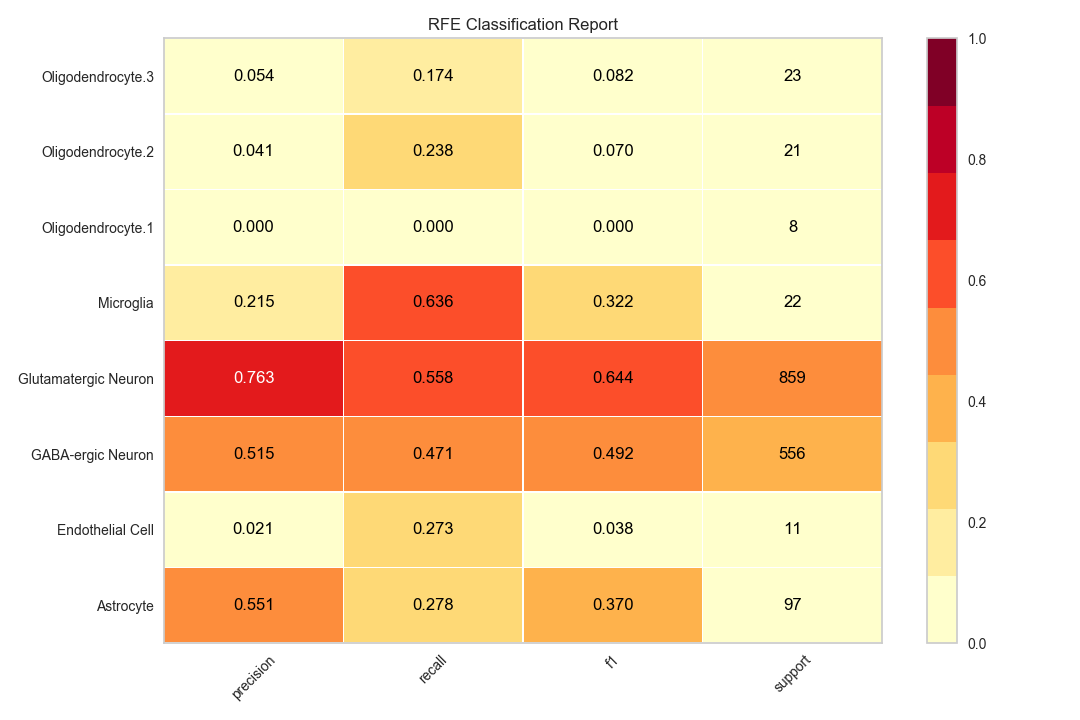 RFE Classification Report
Oligodendrocyte.3 0.054 0.174 0.082 23
Oligodendrocyte.2 0.041 0.238 0.070 21
Oligodendrocyte.1 0.000 0.000 0.000 8
Microglia 0.215 0.636 0.322 22
Glutamatergic Neuron 0.763 0.558 0.644 859
GABA-ergic Neuron 0.515 0.471 0.492 556
Endothelial Cell 0.021 0.273 0.038 11
Astrocyte 0.551 0.278 0.370 97
precision recall f1 support
1.0
0.8
0.6
0.4
0.2
0.0